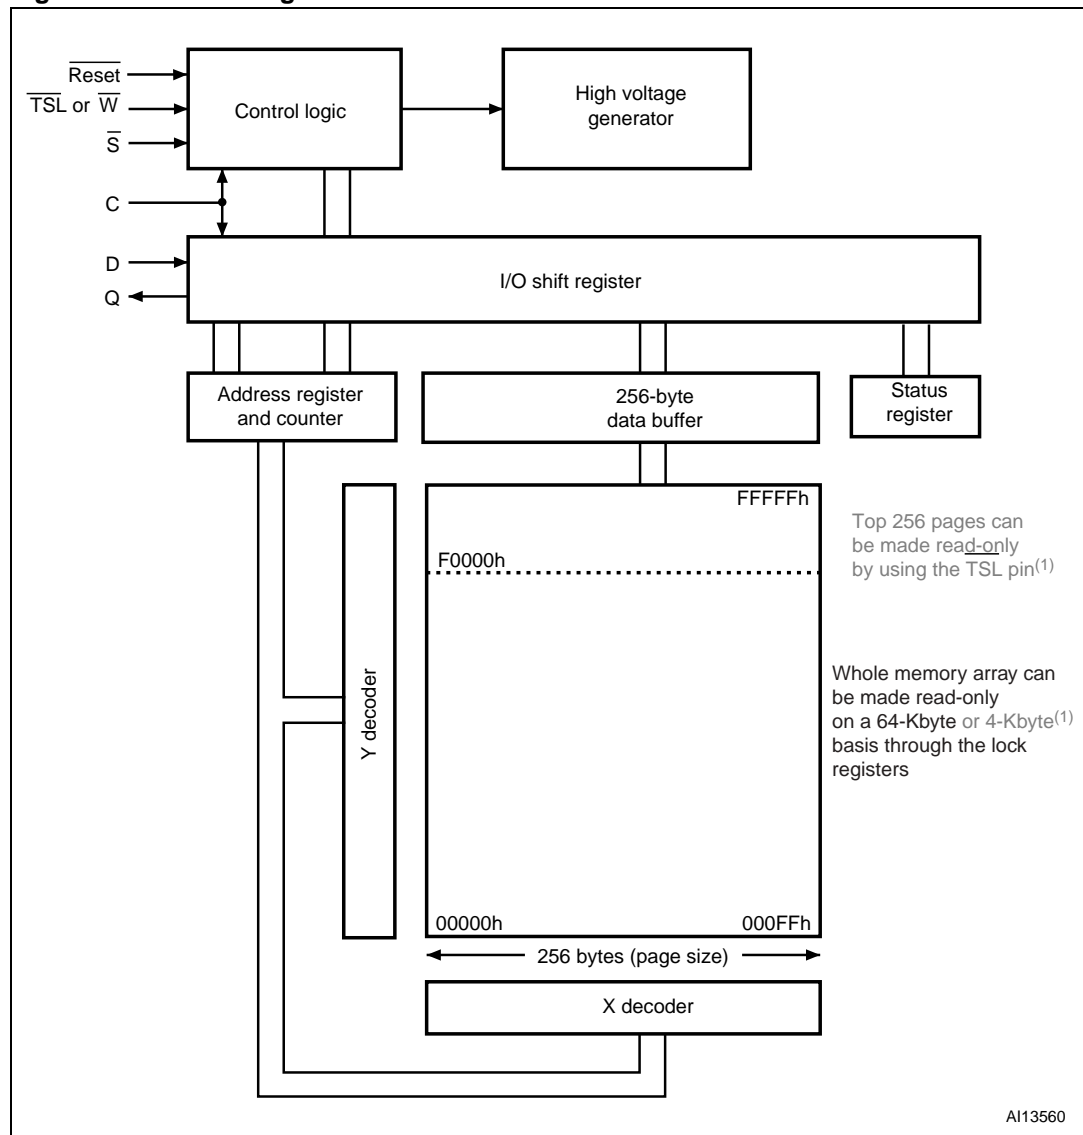 Reset
TSL or W
S
C
D
Q
Control logic
High voltage
generator
I/O shift register
Address register
and counter
256-byte
data buffer
Status
register
FFFFFh
F0000h
Top 256 pages can
be made read-only
by using the TSL pin(1)
Y decoder
Whole memory array can
be made read-only
on a 64-Kbyte or 4-Kbyte(1)
basis through the lock
registers
00000h
000FFh
256 bytes (page size)
X decoder
AI13560